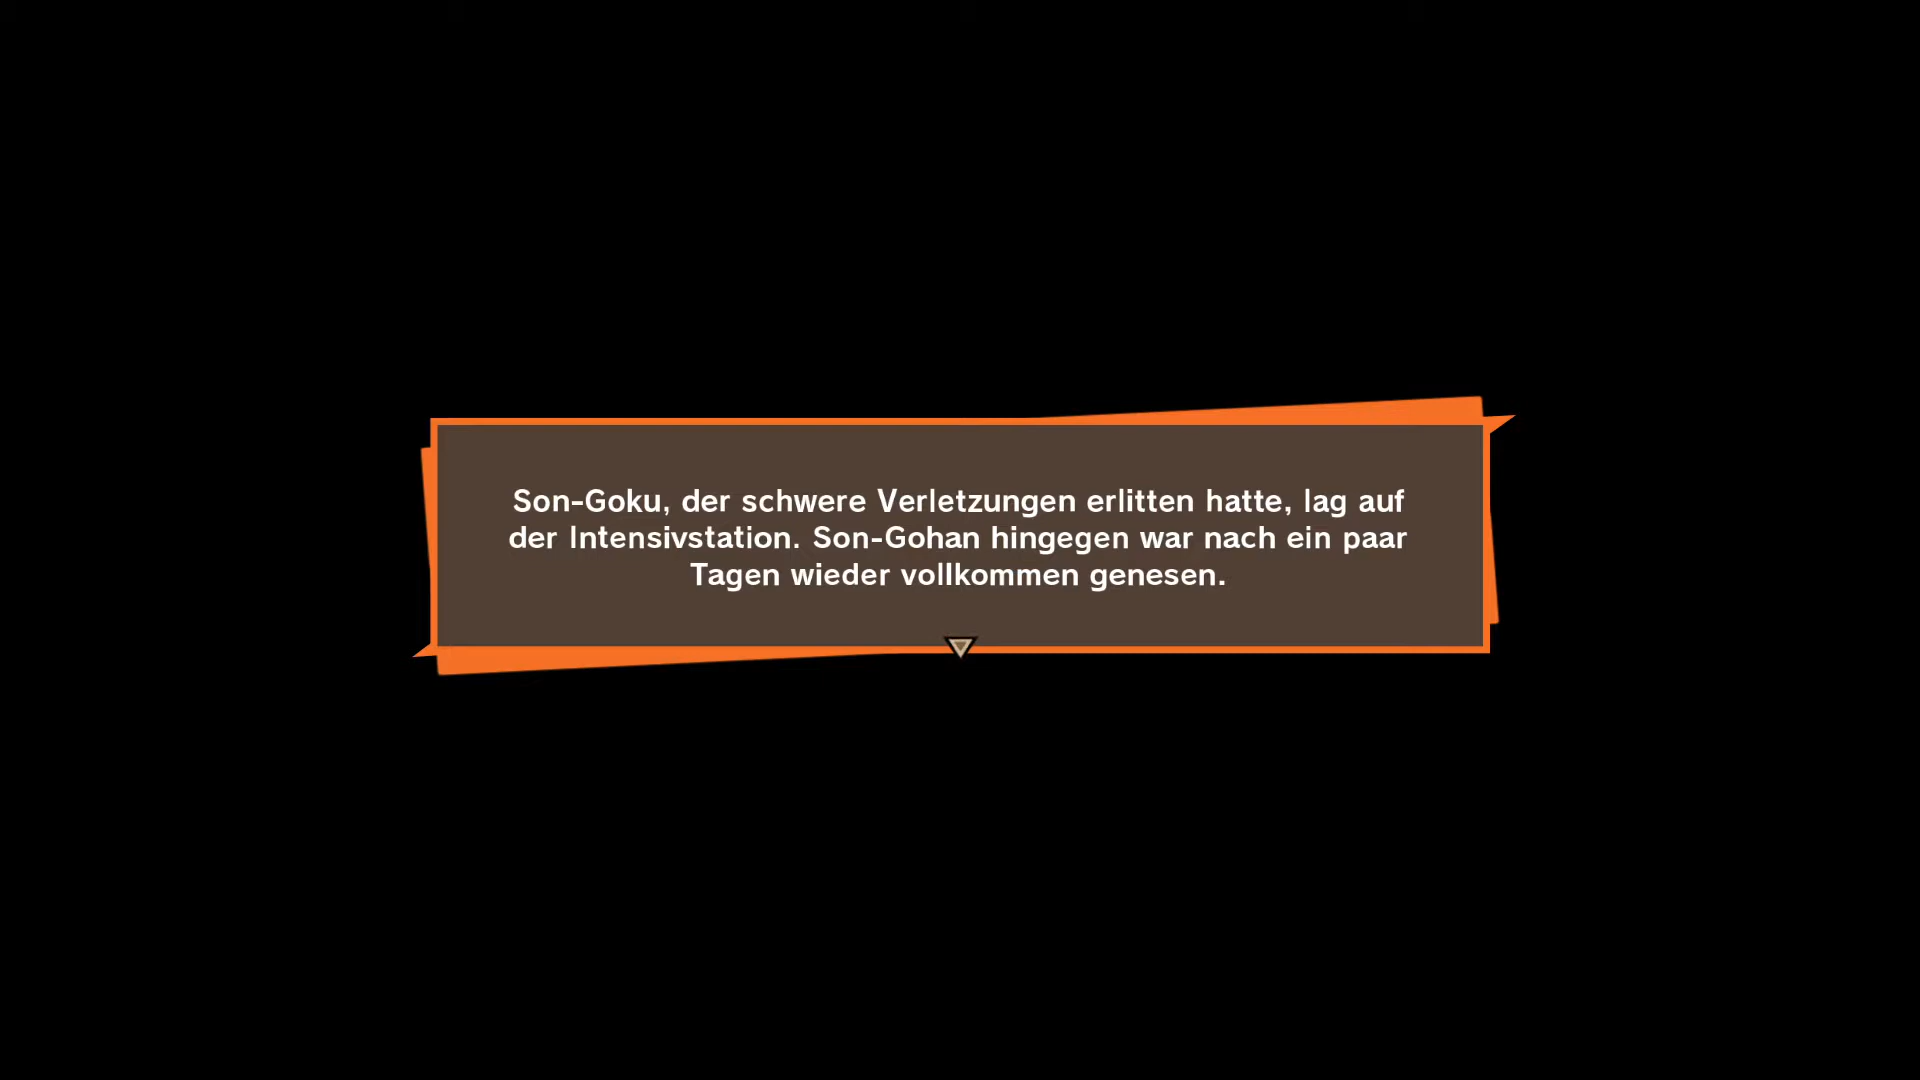 Son-Goku, der schwere Verletzungen erlitten hatte, lag auf
der Intensivstation. Son-Gohan hingegen war nach ein paar
Tagen wieder vollkommen genesen.